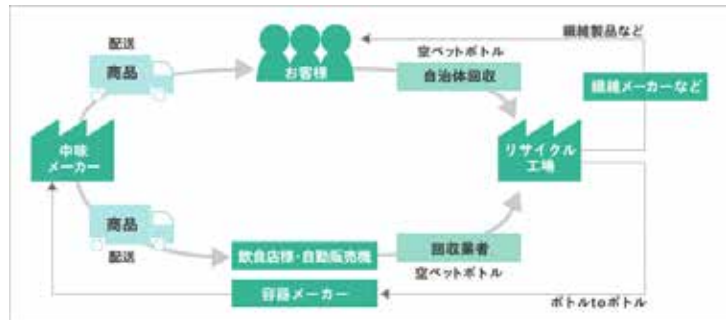 配送
商品
お客様
空ペットボトル
自治体回収
繊維製品など
繊維メーカーなど
中味
メーカー
リサイクル
工場
商品
配送
飲食店様・自動販売機
回収業者
空ペットボトル
容器メーカー
ボトルtoボトル